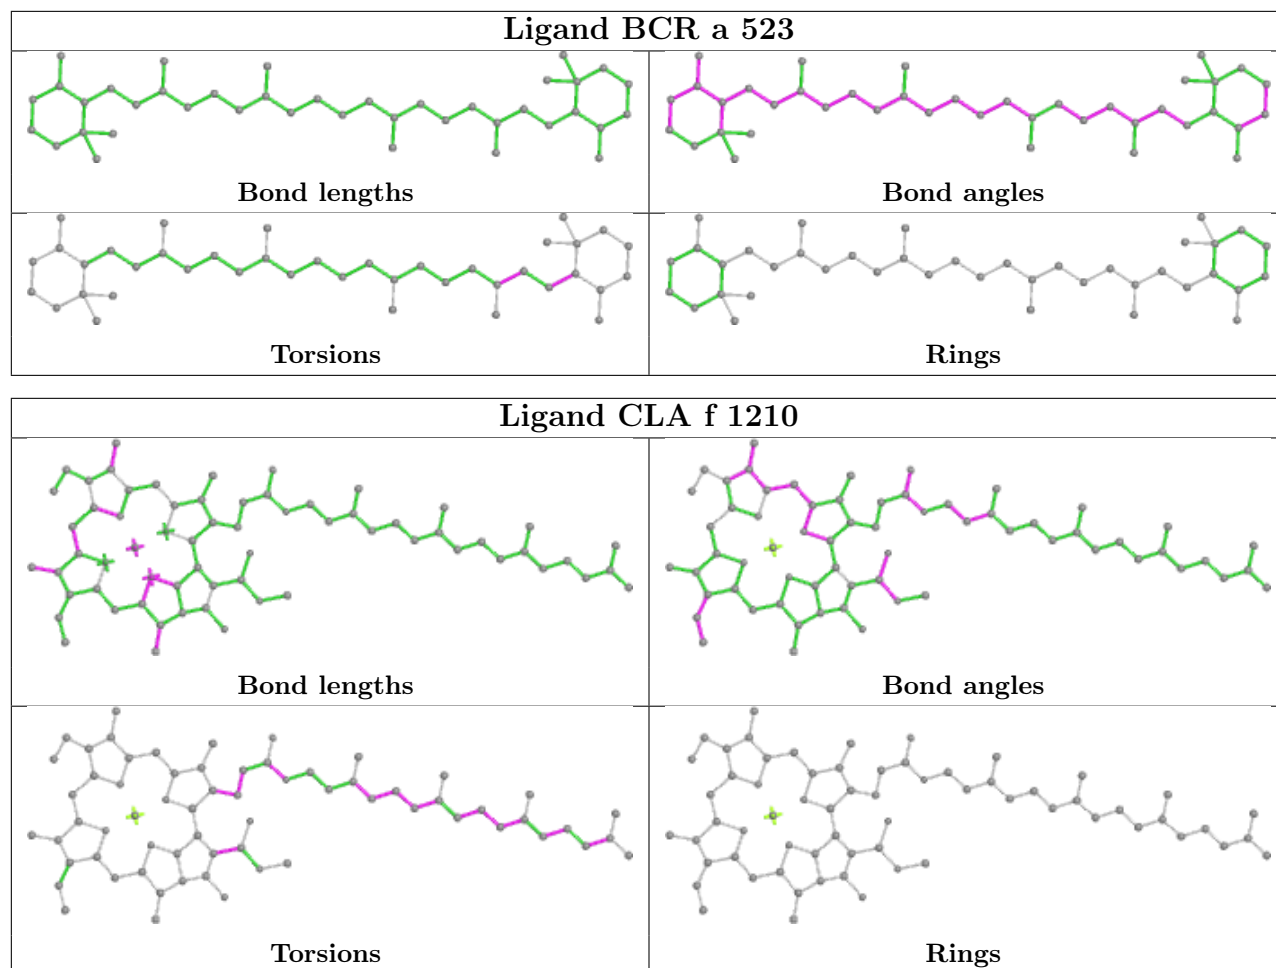 Ligand BCR a 523
Bond lengths
Bond angles
Torsions
Rings
Ligand CLA f 1210
Bond lengths
Bond angles
Torsions
Rings